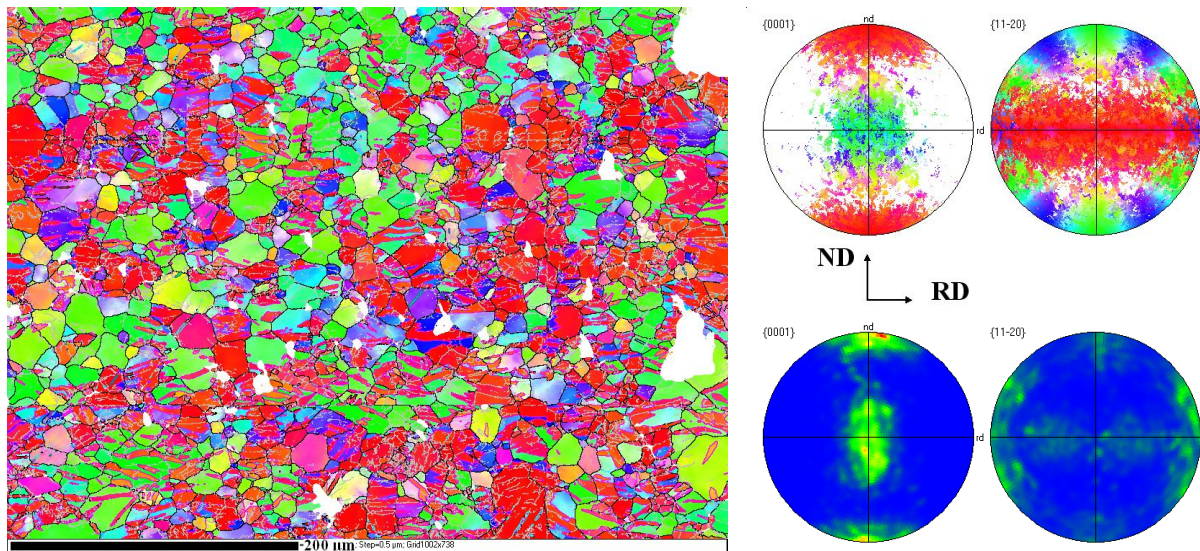 {0001}
nd
rd
{11-20}
ND
RD
{0001}
nd
rd
{11-20}
200 μm; Step=0.5 μm; Grid1002x738